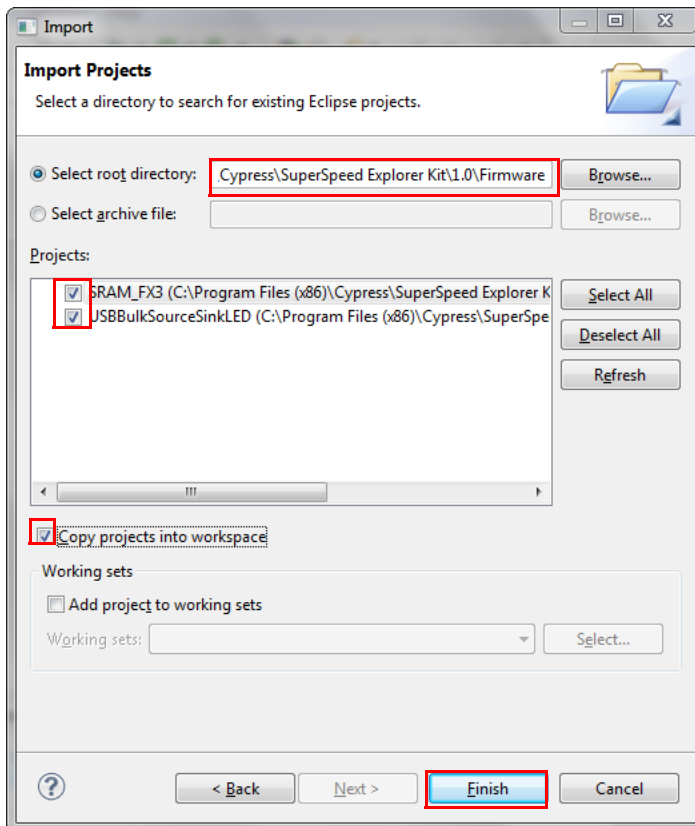 Import
Import Projects
Select a directory to search for existing Eclipse projects.
Select root directory: .Cypress\SuperSpeed Explorer Kit\1.0\Firmware Browse...
Select archive file: Browse...
Projects:
SRAM_FX3 (C:\Program Files (x86)\Cypress\SuperSpeed Explorer K
USBBulkSourceSinkLED (C:\Program Files (x86)\Cypress\SuperSpe
Select All
Deselect All
Refresh
Copy projects into workspace
Working sets
Add project to working sets
Working sets: Select...
? < Back Next > Finish Cancel